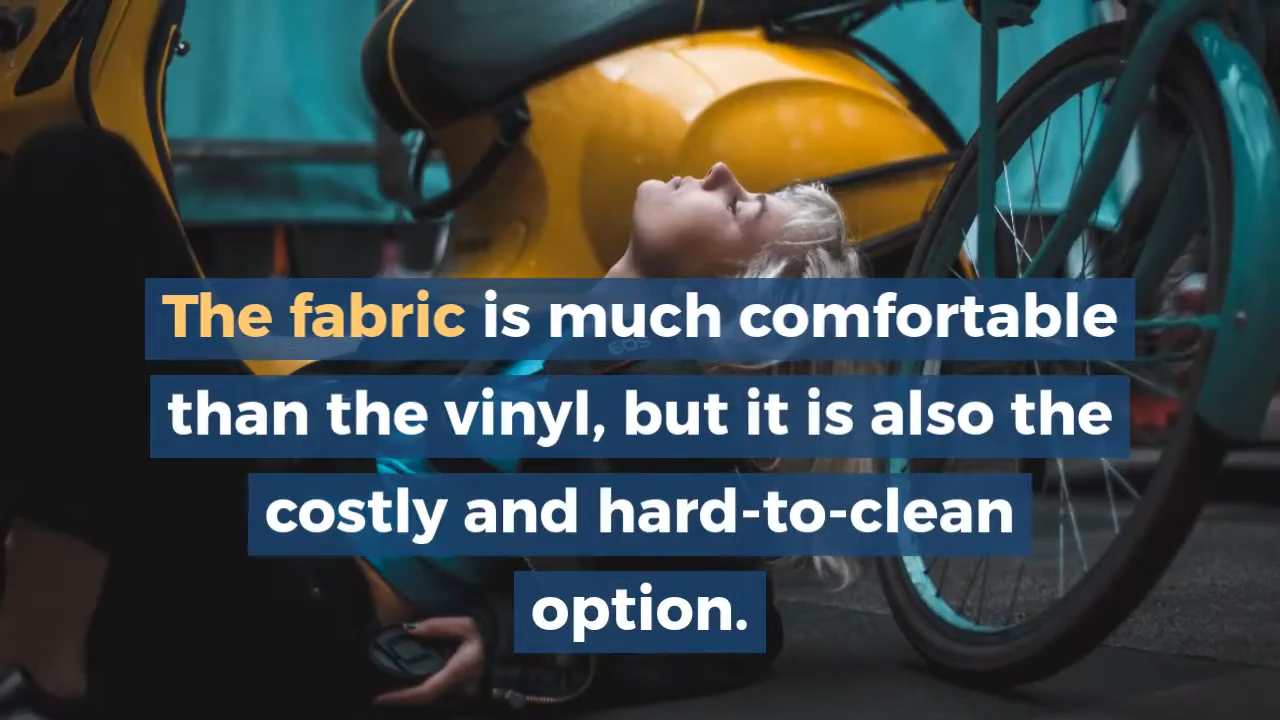 The fabric is much comfortable
than the vinyl, but it is also the
costly and hard-to-clean
option.
EOS